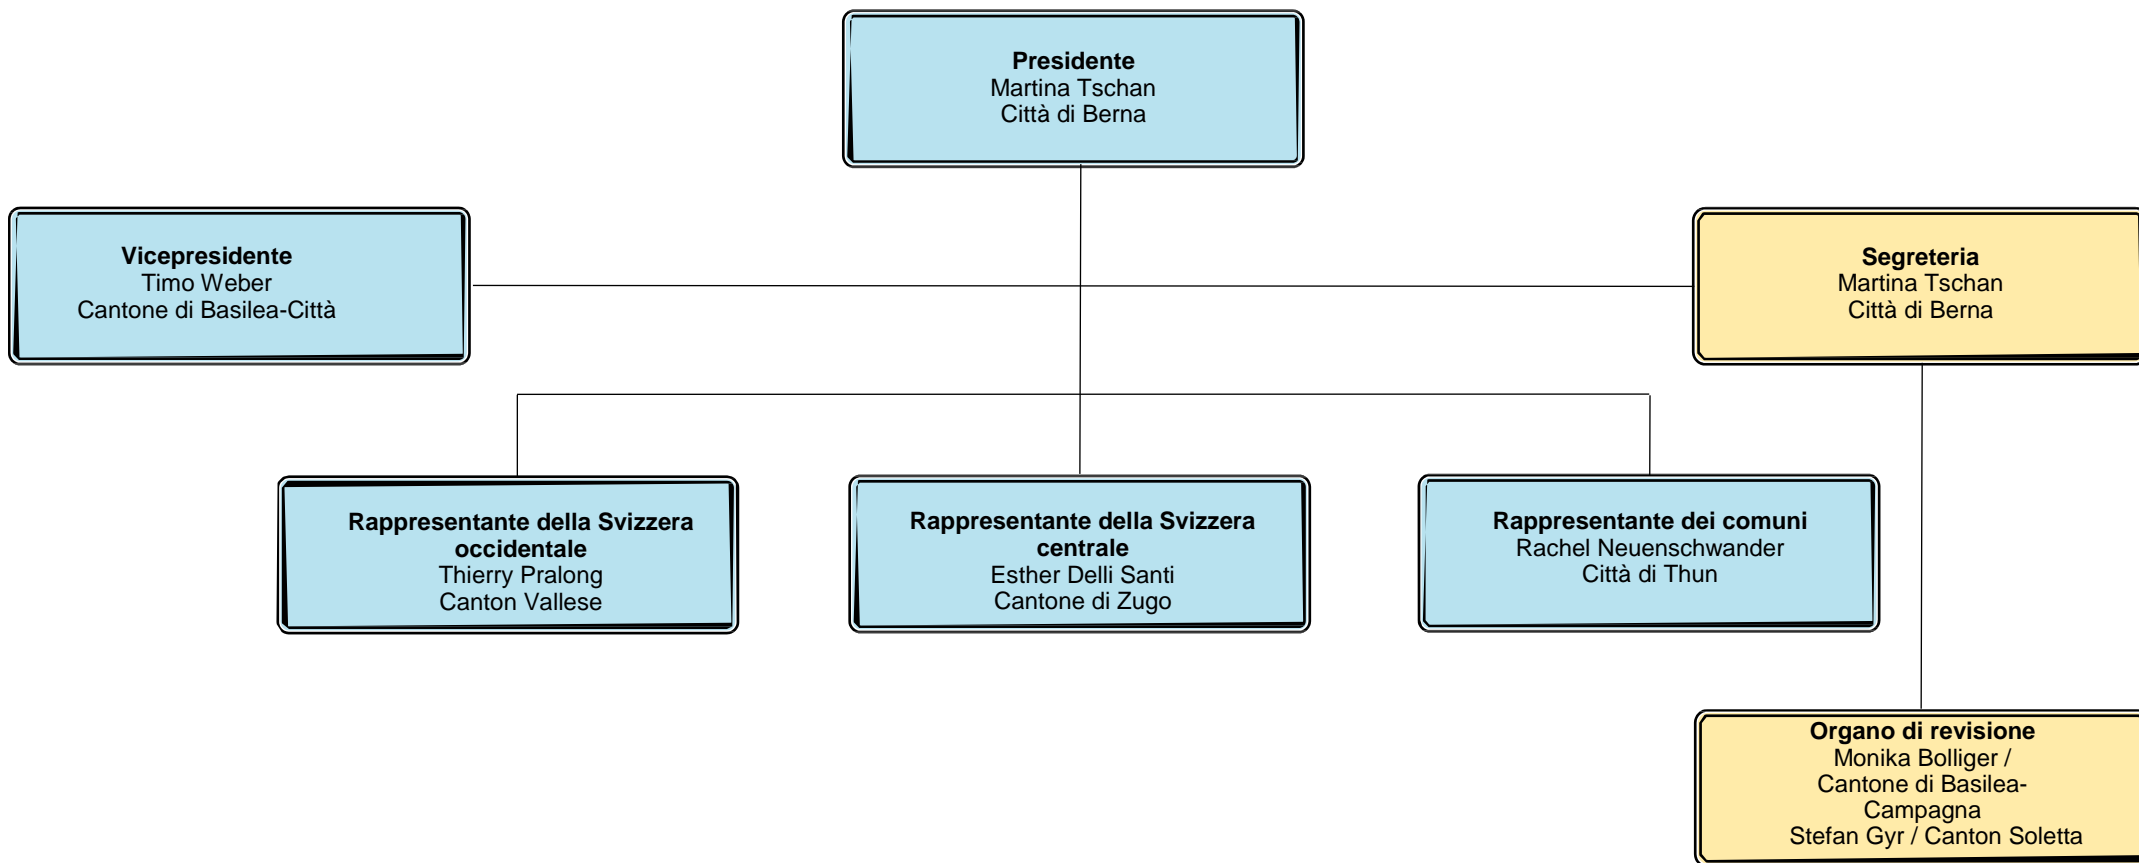 Presidente
Martina Tschan
Città di Berna
Vicepresidente
Timo Weber
Cantone di Basilea-Città
Segreteria
Martina Tschan
Città di Berna
Rappresentante della Svizzera
occidentale
Thierry Pralong
Canton Vallese
Rappresentante della Svizzera
centrale
Esther Delli Santi
Cantone di Zugo
Rappresentante dei comuni
Rachel Neuenschwander
Città di Thun
Organo di revisione
Monika Bolliger /
Cantone di Basilea-
Campagna
Stefan Gyr / Canton Soletta